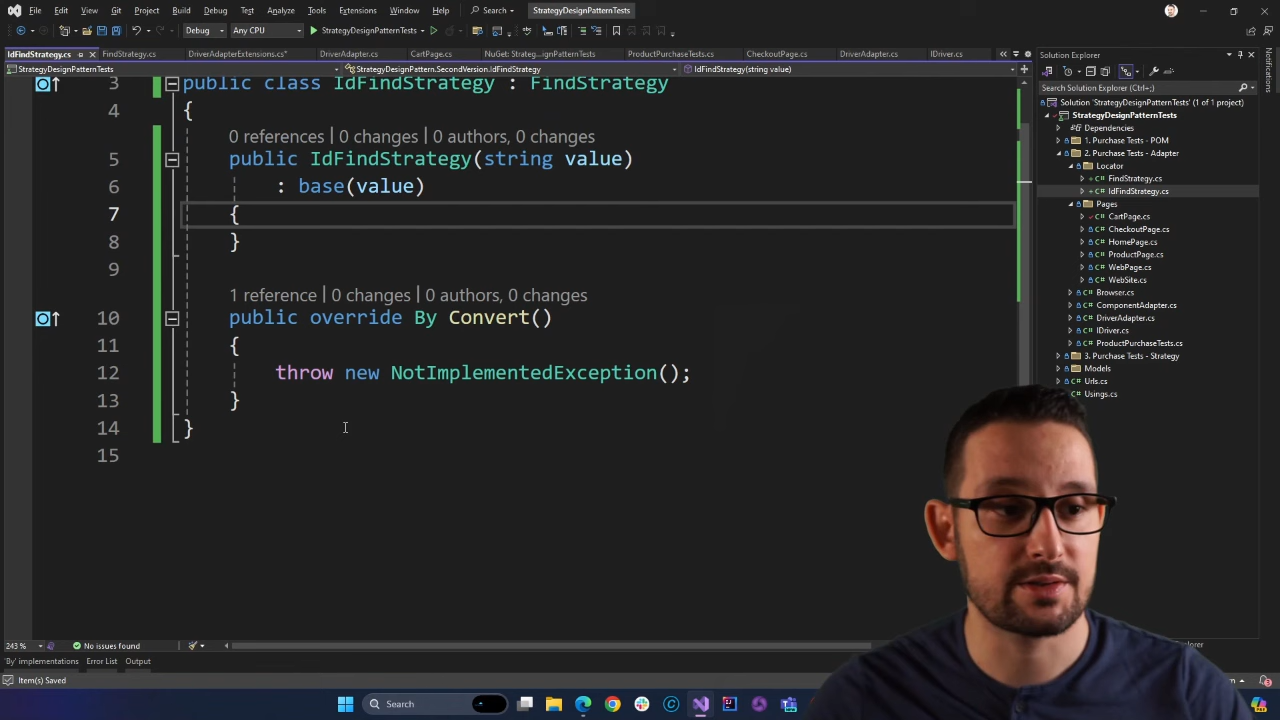 File Edit View Git Project Build Debug Test Analyze Tools Extensions Window Help Search StrategyDesignPatternTests
Debug Any CPU StrategyDesignPatternTests
IdFindStrategy.cs FindStrategy.cs DriverAdapterExtensions.cs* DriverAdapter.cs CartPage.cs NuGet: Strateg...ignPatternTests ProductPurchaseTests.cs CheckoutPage.cs DriverAdapter.cs IDriver.cs
StrategyDesignPatternTests StrategyDesignPattern.SecondVersion.IdFindStrategy IdFindStrategy(string value)
3 public class IdFindStrategy : FindStrategy
4 {
0 references | 0 changes | 0 authors, 0 changes
5 public IdFindStrategy(string value)
6 : base(value)
7 {
8 }
9
1 reference | 0 changes | 0 authors, 0 changes
10 public override By Convert()
11 {
12 throw new NotImplementedException();
13 }
14 }
15
243 % No issues found
'By' implementations Error List Output
Item(s) Saved
Search
Solution Explorer
Search Solution Explorer (Ctrl+;)
Solution 'StrategyDesignPatternTests' (1 of 1 project)
StrategyDesignPatternTests
Dependencies
1. Purchase Tests - POM
2. Purchase Tests - Adapter
Locator
FindStrategy.cs
IdFindStrategy.cs
Pages
CartPage.cs
CheckoutPage.cs
HomePage.cs
ProductPage.cs
WebPage.cs
WebSite.cs
Browser.cs
ComponentAdapter.cs
DriverAdapter.cs
IDriver.cs
ProductPurchaseTests.cs
3. Purchase Tests - Strategy
Models
Urls.cs
Usings.cs
Notifications